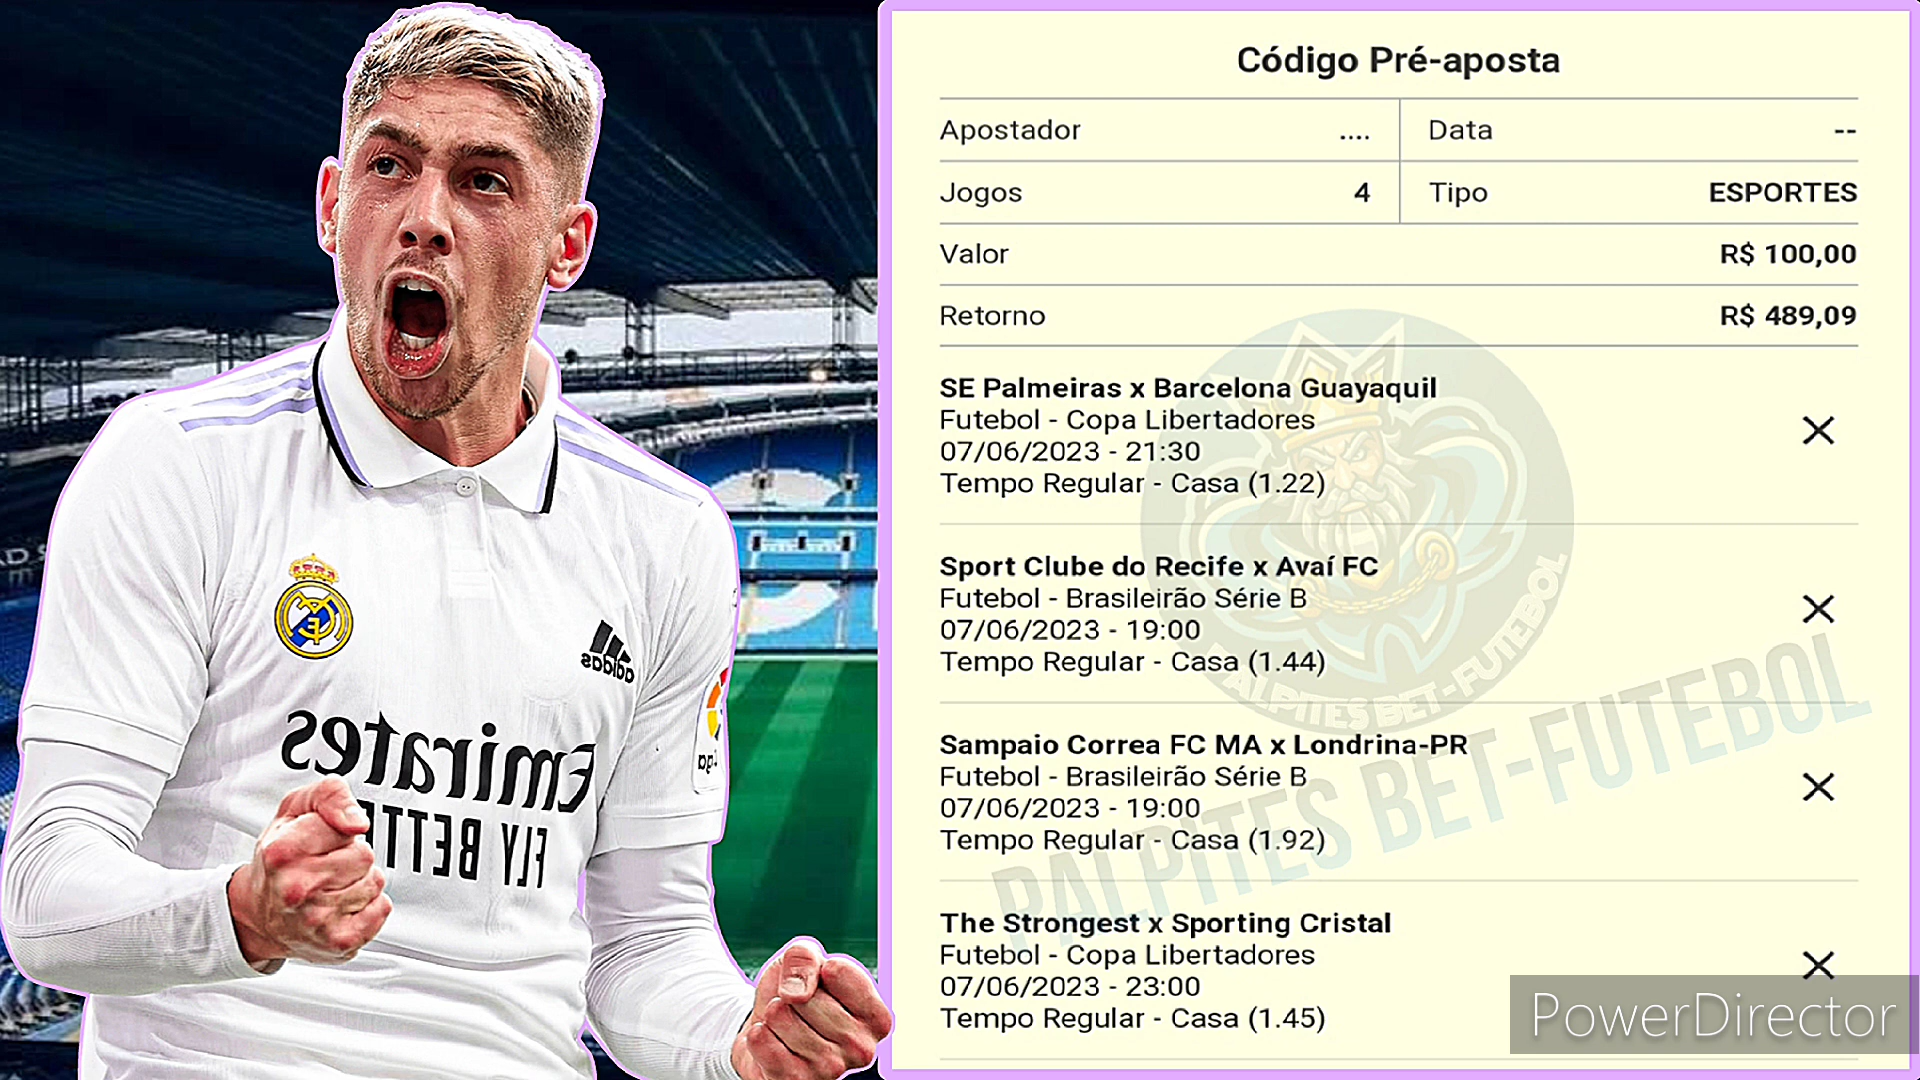 Código Pré-aposta
Apostador .... Data --
Jogos 4 Tipo ESPORTES
Valor R$ 100,00
Retorno R$ 489,09
SE Palmeiras x Barcelona Guayaquil
Futebol - Copa Libertadores
07/06/2023 - 21:30
Tempo Regular - Casa (1.22)
Sport Clube do Recife x Avaí FC
Futebol - Brasileirão Série B
07/06/2023 - 19:00
Tempo Regular - Casa (1.44)
Sampaio Correa FC MA x Londrina-PR
Futebol - Brasileirão Série B
07/06/2023 - 19:00
Tempo Regular - Casa (1.92)
The Strongest x Sporting Cristal
Futebol - Copa Libertadores
07/06/2023 - 23:00
Tempo Regular - Casa (1.45)
PALPITES BET-FUTEBOL
PALPITES BET-FUTEBOL
PowerDirector
adidas
Emirates
FLY BETTE